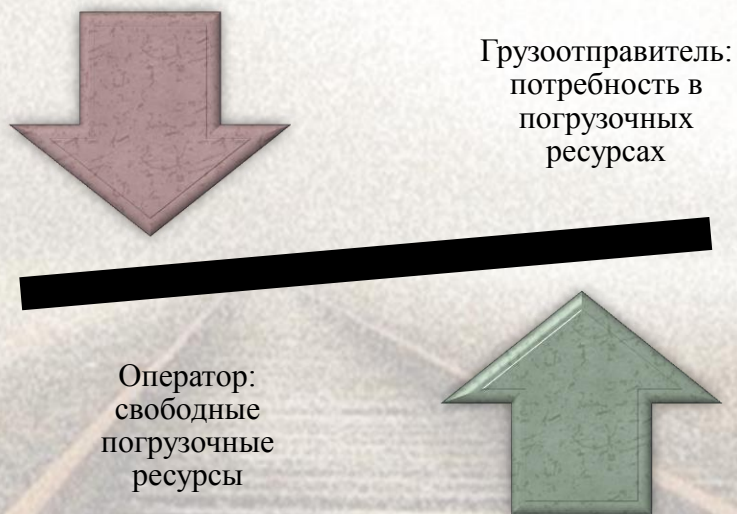 Грузоотправитель:
потребность в
погрузочных
ресурсах
Оператор:
свободные
погрузочные
ресурсы